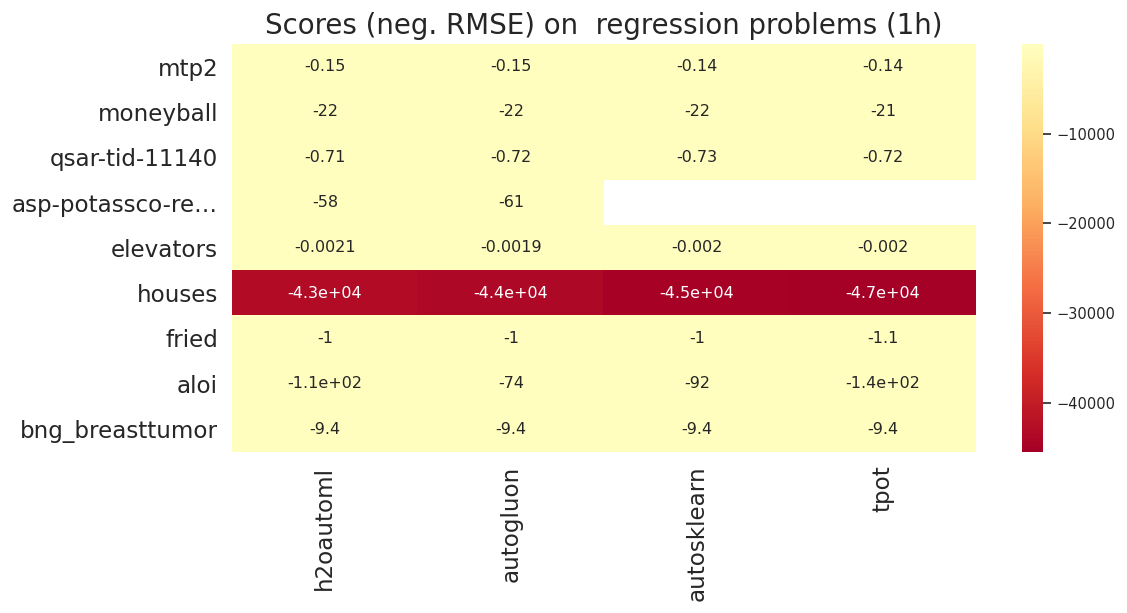 Scores (neg. RMSE) on  regression problems (1h)
mtp2 -0.15 -0.15 -0.14 -0.14
moneyball -22 -22 -22 -21
qsar-tid-11140 -0.71 -0.72 -0.73 -0.72
asp-potassco-re… -58 -61
elevators -0.0021 -0.0019 -0.002 -0.002
houses -4.3e+04 -4.4e+04 -4.5e+04 -4.7e+04
fried -1 -1 -1 -1.1
aloi -1.1e+02 -74 -92 -1.4e+02
bng_breasttumor -9.4 -9.4 -9.4 -9.4
h2oautoml autogluon autosklearn tpot
−10000
−20000
−30000
−40000